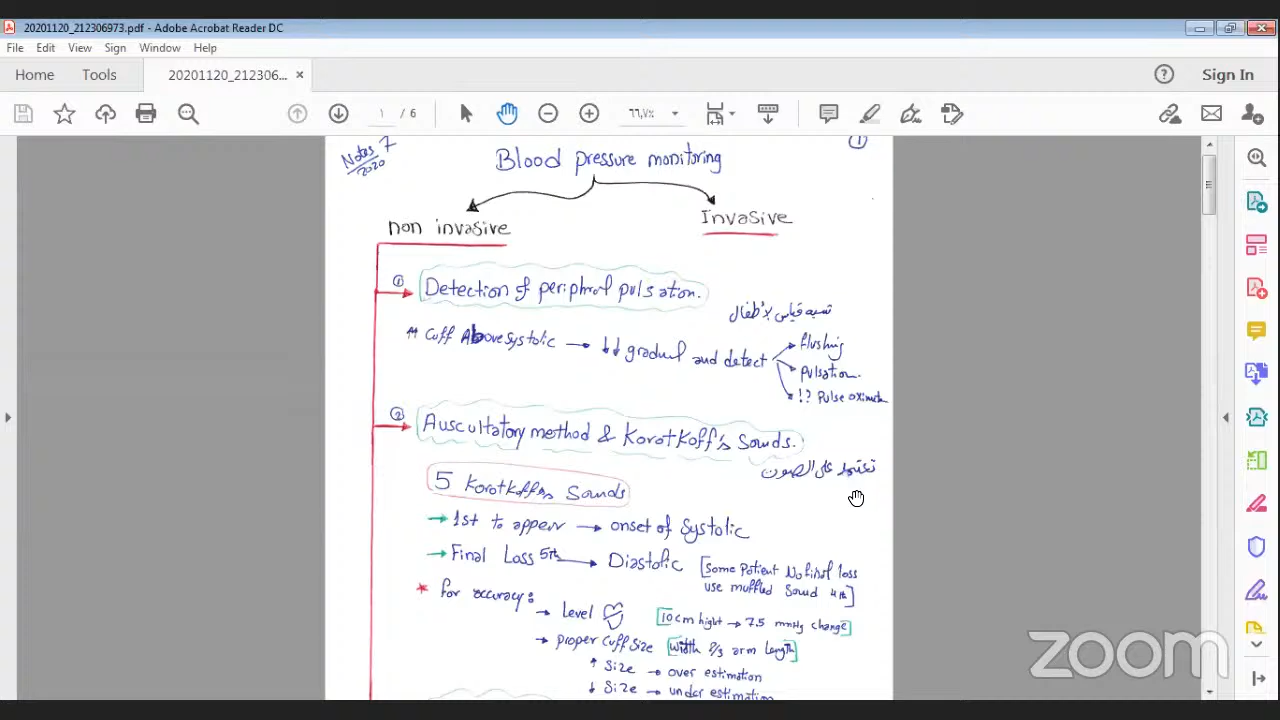 20201120_212306973.pdf - Adobe Acrobat Reader DC
File Edit View Sign Window Help
Home Tools 20201120_212306... × Sign In
١ / 6 ٦٦٫٧٪
Notes 7
2020
①
Blood pressure monitoring
non invasive
Invasive
① Detection of peripheral pulsation.
↑↑ Cuff Above systolic → ↓↓ gradual and detect
flushing
pulsation.
!? Pulse oximeter
② Auscultatory method & Korotkoff's Sounds.
تعتمد على الصوت
5 Korotkoff's Sounds
→ 1st to appear → onset of Systolic
→ Final Loss 5th → Diastolic [Some Patient No final loss
use muffled Sound 4th]
* for accuracy:
→ Level [10 cm hight → 7.5 mmHg change]
→ proper Cuff Size [width 2/3 arm length]
↑ Size → over estimation
↓ Size → under estimation
zoom